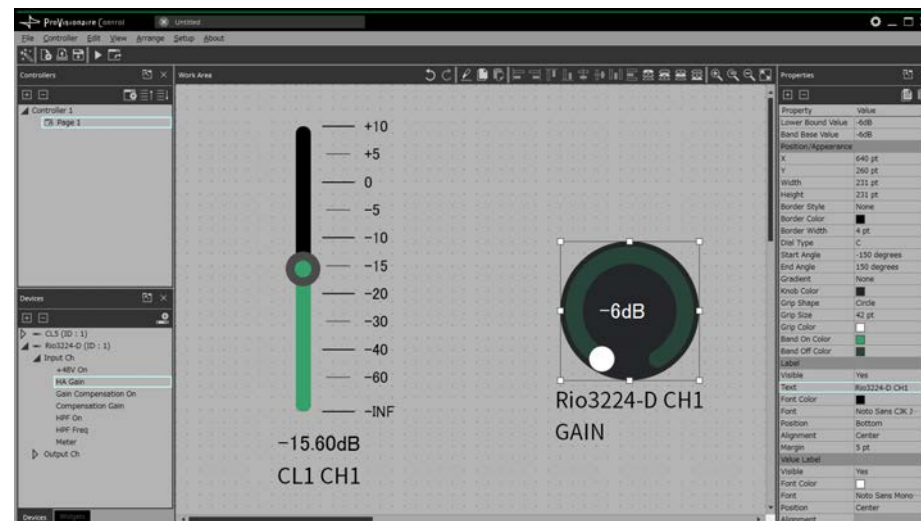 ProVisionaire Control
Untitled
File Controller Edit View Arrange Setup About
Controllers
Controller 1
Page 1
Devices
CL5 (ID : 1)
Rio3224-D (ID : 1)
Input Ch
+48V On
HA Gain
Gain Compensation On
Compensation Gain
HPF On
HPF Freq
Meter
Output Ch
Devices Widgets
Work Area
+10
+5
0
−5
−10
−15
−20
−30
−40
−60
−INF
−15.60dB
CL1 CH1
−6dB
Rio3224-D CH1
GAIN
Properties
Property Value
Lower Bound Value -6dB
Band Base Value -6dB
Position/Appearance
X 640 pt
Y 260 pt
Width 231 pt
Height 231 pt
Border Style None
Border Color
Border Width 4 pt
Dial Type C
Start Angle -150 degrees
End Angle 150 degrees
Gradient None
Knob Color
Grip Shape Circle
Grip Size 42 pt
Grip Color
Band On Color
Band Off Color
Label
Visible Yes
Text Rio3224-D CH1
Font Color
Font Noto Sans CJK J
Position Bottom
Alignment Center
Margin 5 pt
Value Label
Visible Yes
Font Color
Font Noto Sans Mono
Position Center
Alignment